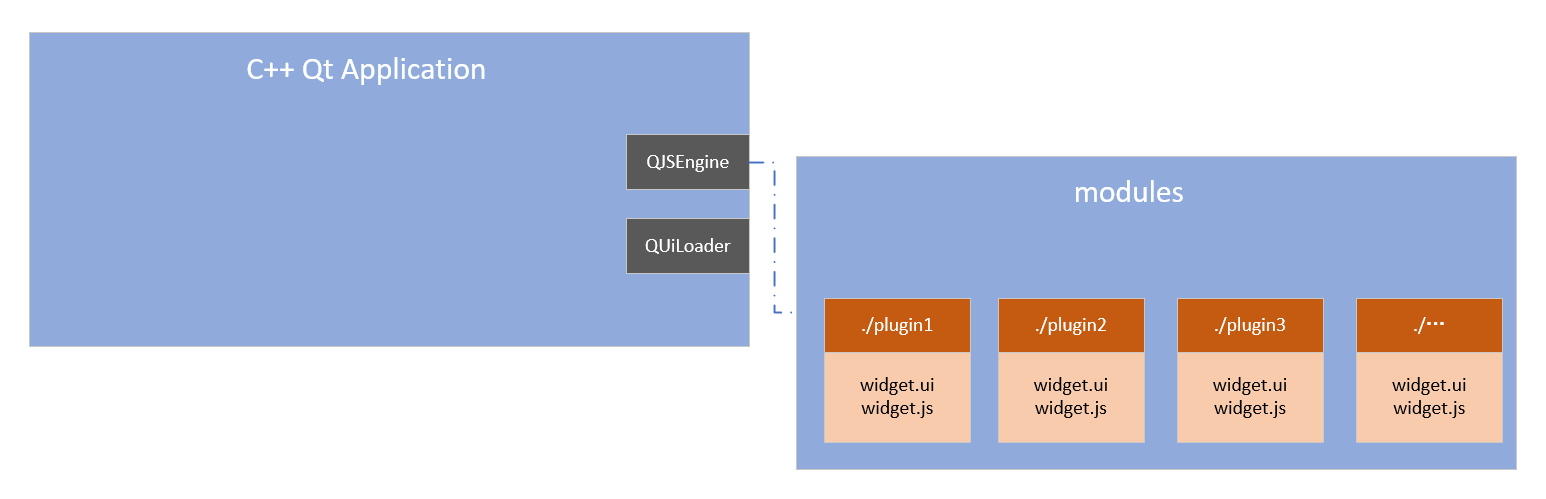 C++ Qt Application
QJSEngine
QUiLoader
modules
./plugin1
widget.ui
widget.js
./plugin2
widget.ui
widget.js
./plugin3
widget.ui
widget.js
./⋯
widget.ui
widget.js